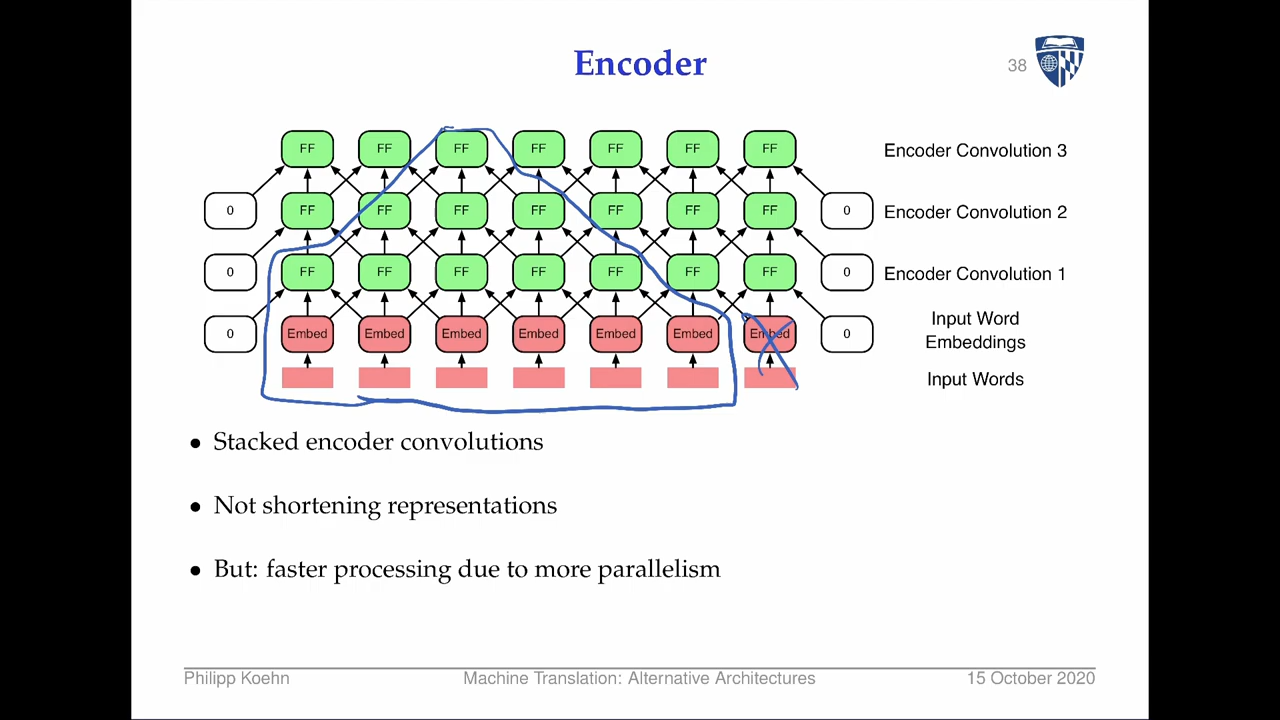 Encoder
38
FF FF FF FF FF FF FF Encoder Convolution 3
0 FF FF FF FF FF FF FF 0 Encoder Convolution 2
0 FF FF FF FF FF FF FF 0 Encoder Convolution 1
0 Embed Embed Embed Embed Embed Embed Embed 0 Input Word
Embeddings
Input Words
• Stacked encoder convolutions
• Not shortening representations
• But: faster processing due to more parallelism
Philipp Koehn Machine Translation: Alternative Architectures 15 October 2020